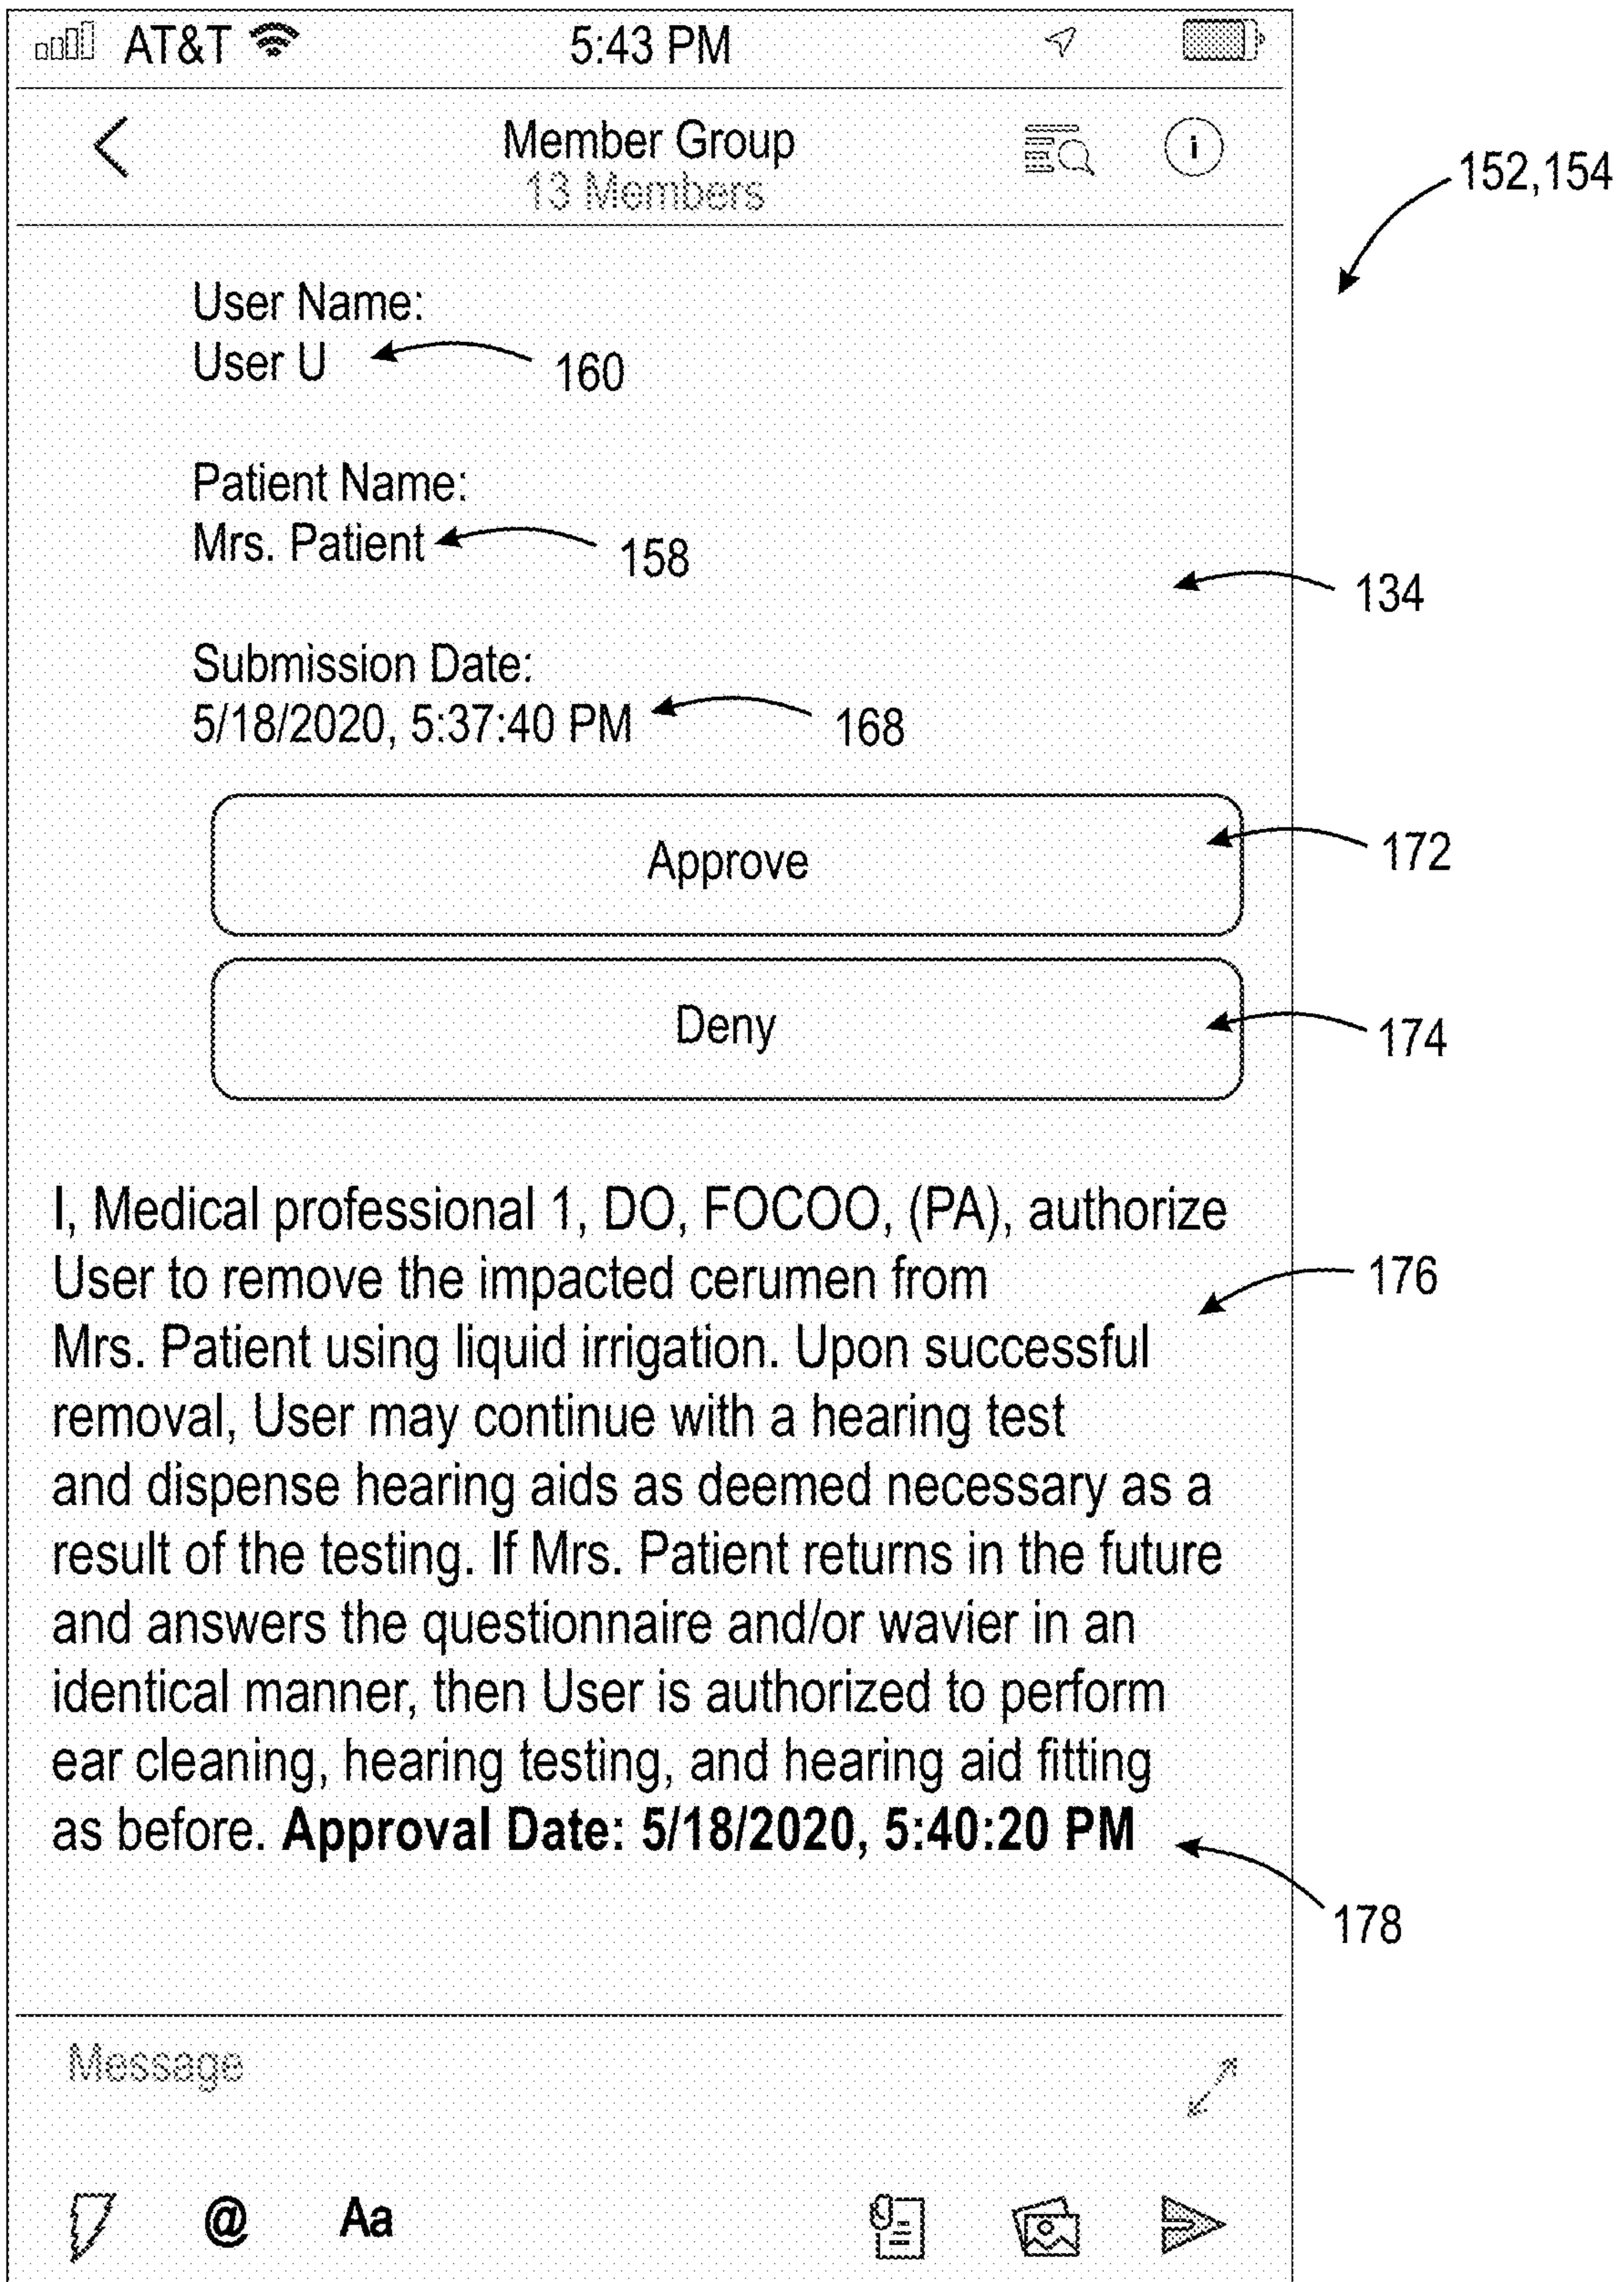 AT&T 5:43 PM
Member Group i
13 Members
152,154
User Name:
User U
160
Patient Name:
Mrs. Patient
158
134
Submission Date:
5/18/2020, 5:37:40 PM
168
Approve
172
Deny
174
I, Medical professional 1, DO, FOCOO, (PA), authorize
User to remove the impacted cerumen from
176
Mrs. Patient using liquid irrigation. Upon successful
removal, User may continue with a hearing test
and dispense hearing aids as deemed necessary as a
result of the testing. If Mrs. Patient returns in the future
and answers the questionnaire and/or wavier in an
identical manner, then User is authorized to perform
ear cleaning, hearing testing, and hearing aid fitting
as before. Approval Date: 5/18/2020, 5:40:20 PM
178
Message
@ Aa